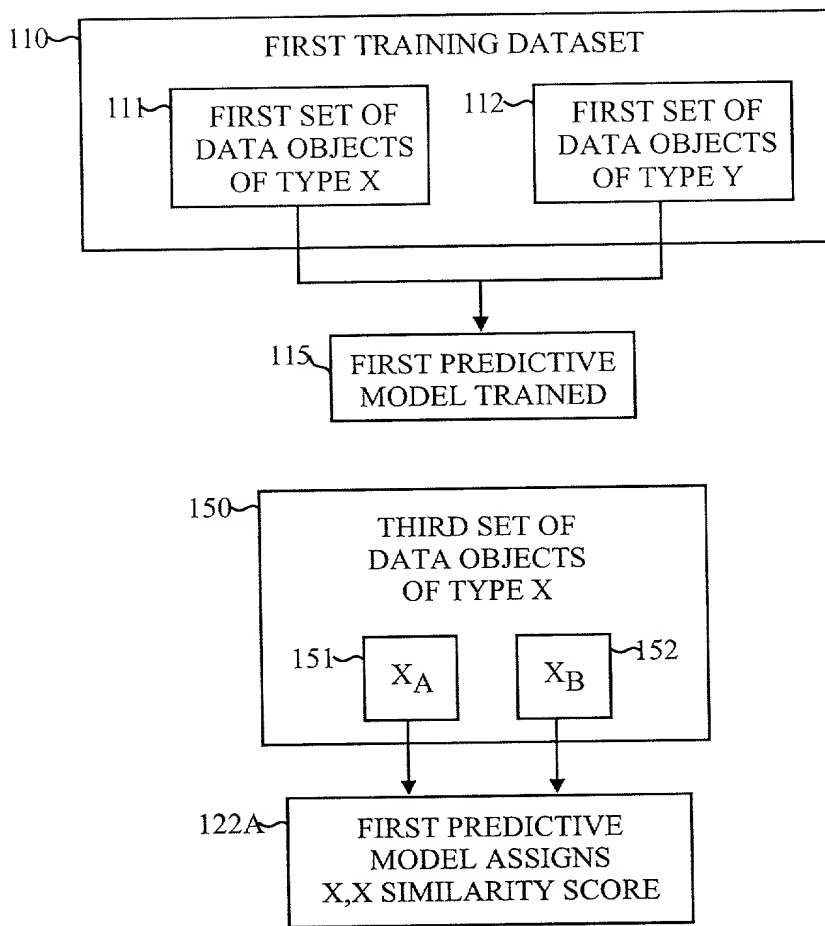 110
FIRST TRAINING DATASET
111
FIRST SET OF
DATA OBJECTS
OF TYPE X
112
FIRST SET OF
DATA OBJECTS
OF TYPE Y
115
FIRST PREDICTIVE
MODEL TRAINED
150
THIRD SET OF
DATA OBJECTS
OF TYPE X
151
XA
XB
152
122A
FIRST PREDICTIVE
MODEL ASSIGNS
X,X SIMILARITY SCORE